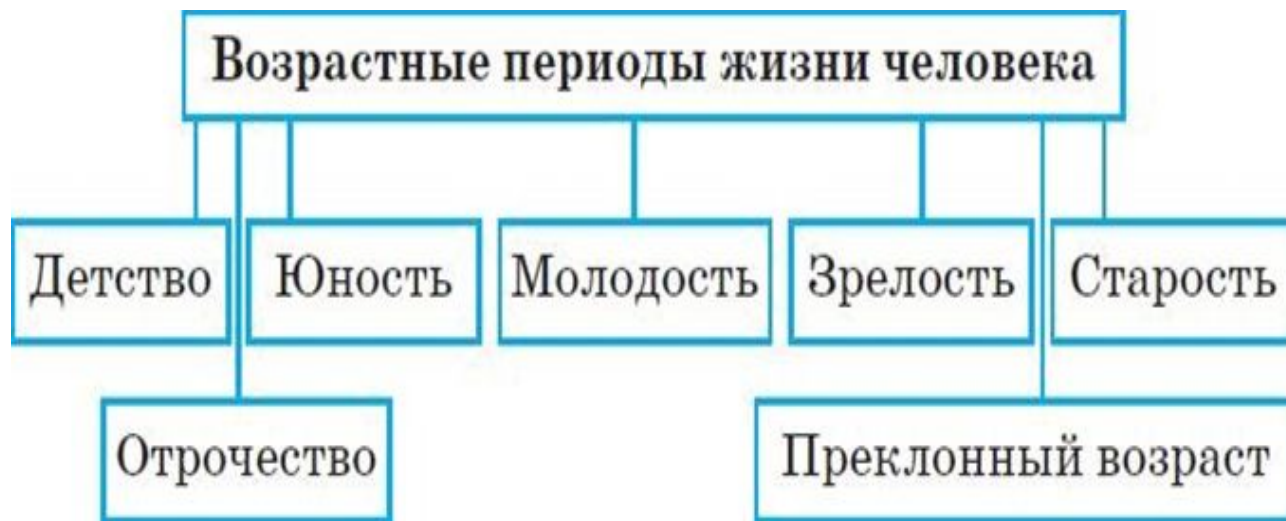 Возрастные периоды жизни человека
Детство
Юность
Молодость
Зрелость
Старость
Отрочество
Преклонный возраст